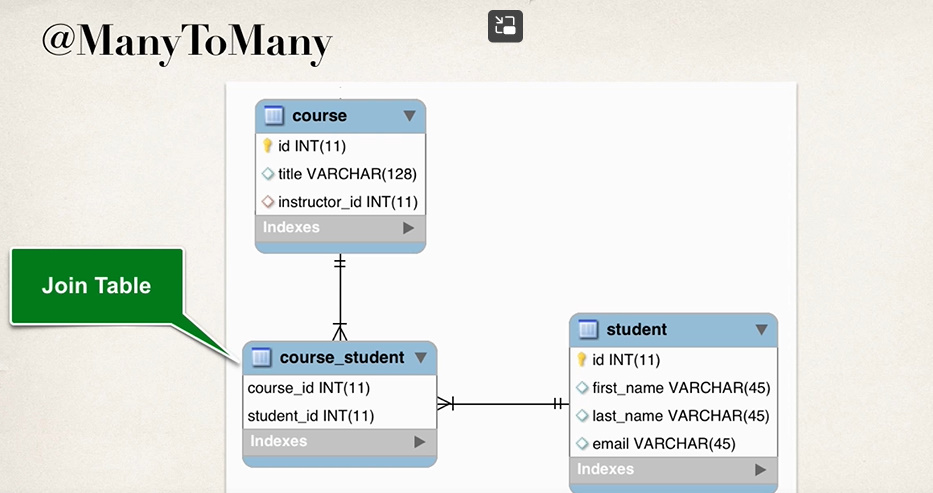 @ManyToMany
course
id INT(11)
title VARCHAR(128)
instructor_id INT(11)
Indexes
Join Table
course_student
course_id INT(11)
student_id INT(11)
Indexes
student
id INT(11)
first_name VARCHAR(45)
last_name VARCHAR(45)
email VARCHAR(45)
Indexes